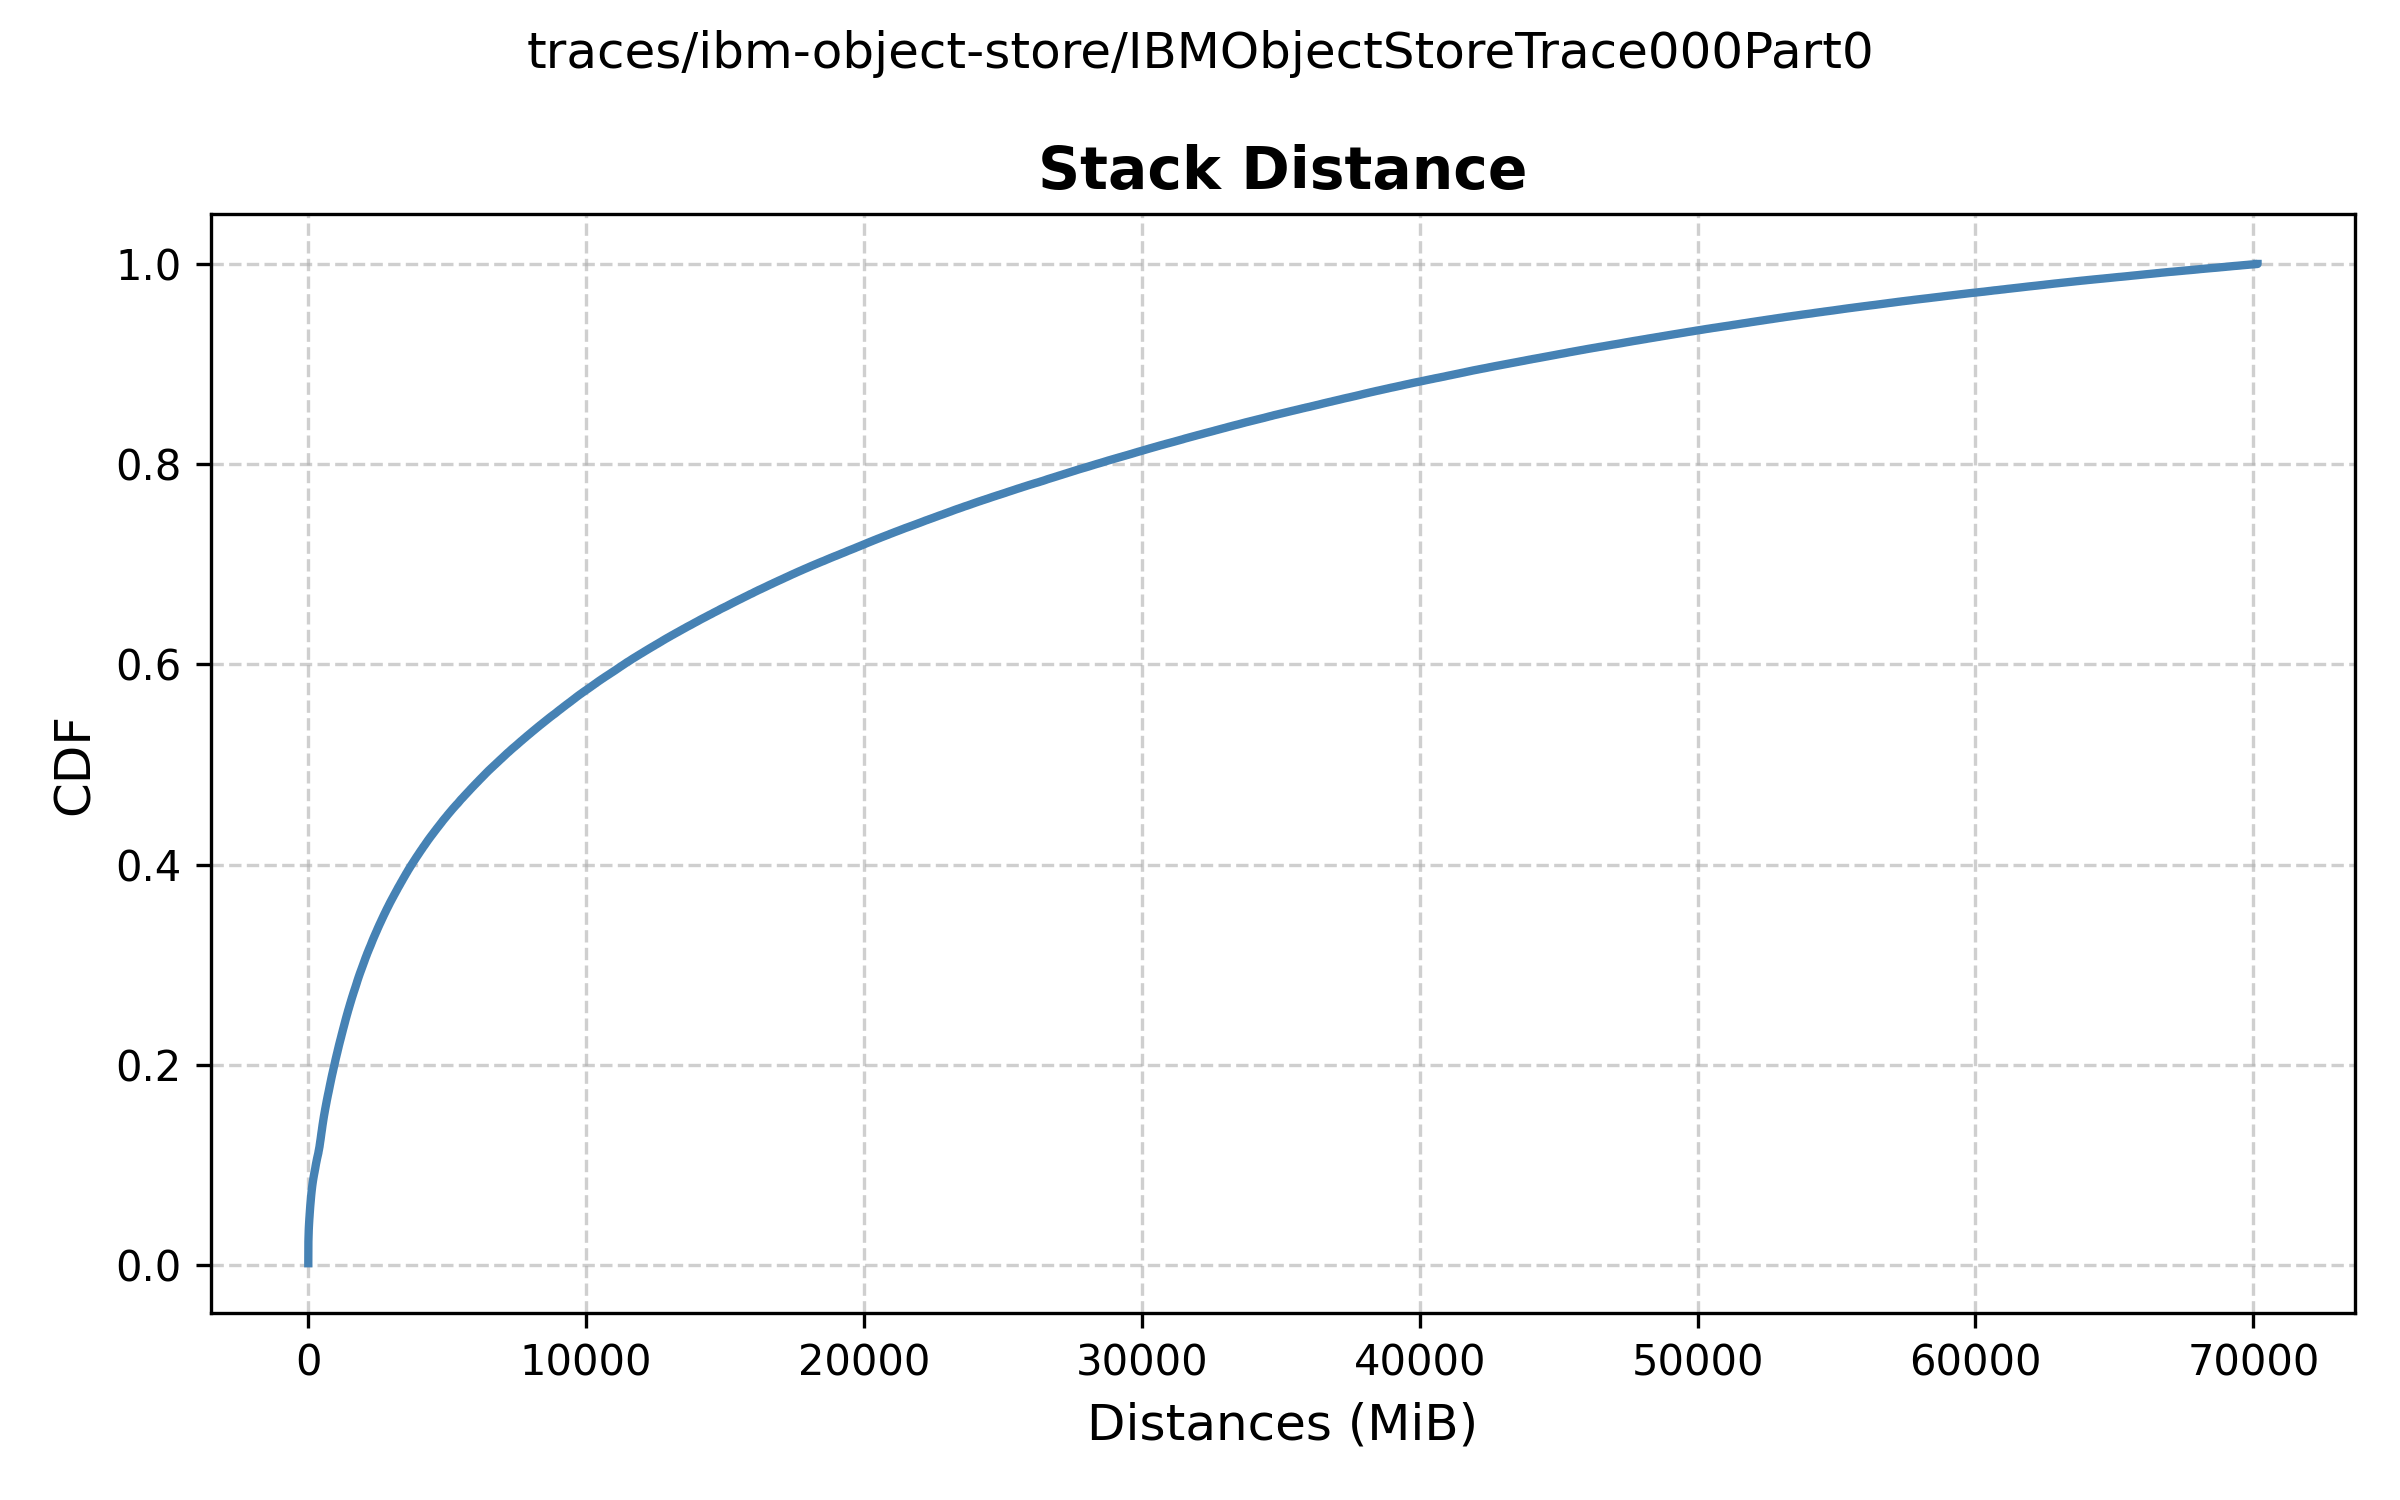 traces/ibm-object-store/IBMObjectStoreTrace000Part0
Stack Distance
CDF
1.0
0.8
0.6
0.4
0.2
0.0
0 10000 20000 30000 40000 50000 60000 70000
Distances (MiB)